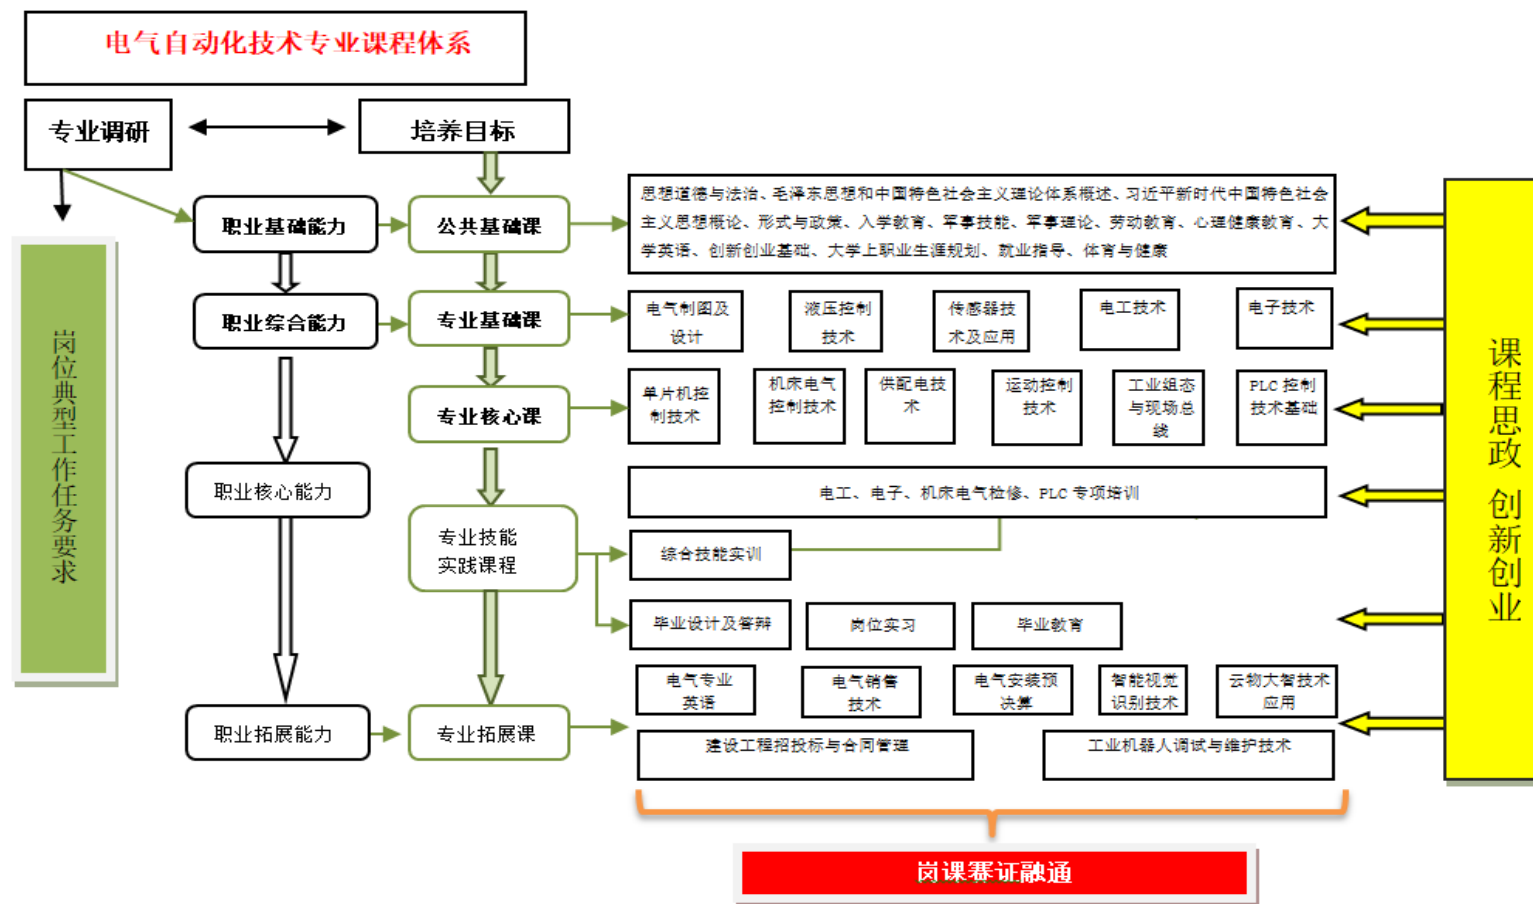 电气自动化技术专业课程体系
专业调研
培养目标
职业基础能力
公共基础课
思想道德与法治、毛泽东思想和中国特色社会主义理论体系概述、习近平新时代中国特色社会
主义思想概论、形式与政策、入学教育、军事技能、军事理论、劳动教育、心理健康教育、大
学英语、创新创业基础、大学上职业生涯规划、就业指导、体育与健康
职业综合能力
专业基础课
电气制图及
设计
液压控制
技术
传感器技
术及应用
电工技术
电子技术
专业核心课
单片机控
制技术
机床电气
控制技术
供配电技
术
运动控制
技术
工业组态
与现场总
线
PLC 控制
技术基础
职业核心能力
专业技能
实践课程
电工、电子、机床电气检修、PLC 专项培训
综合技能实训
毕业设计及答辩
岗位实习
毕业教育
职业拓展能力
专业拓展课
电气专业
英语
电气销售
技术
电气安装预
决算
智能视觉
识别技术
云物大智技术
应用
建设工程招投标与合同管理
工业机器人调试与维护技术
岗位典型工作任务要求
课程思政 创新创业
岗课赛证融通